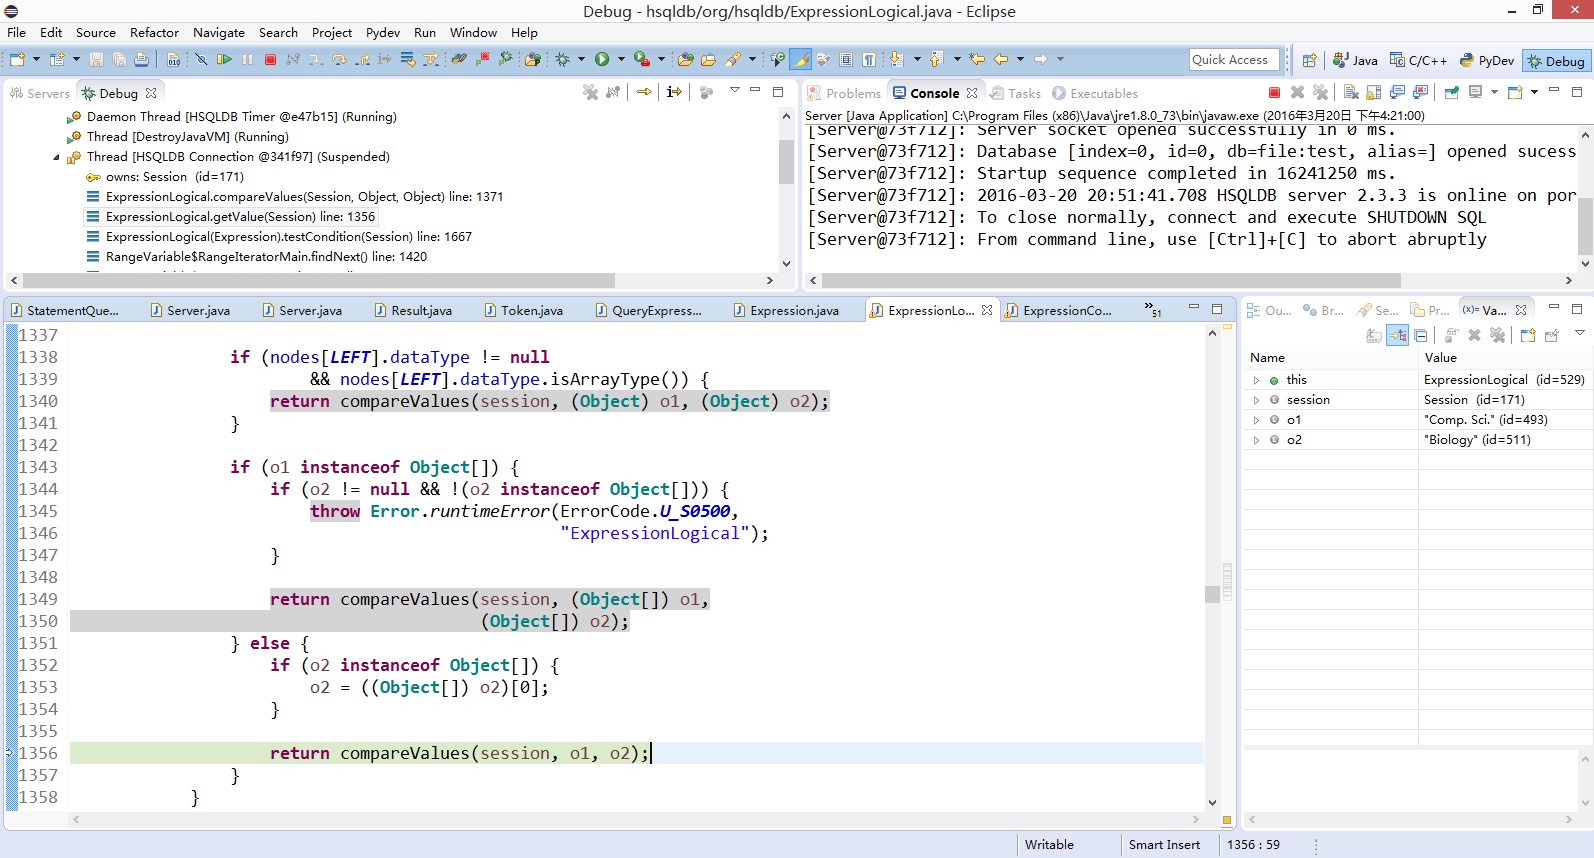 Debug - hsqldb/org/hsqldb/ExpressionLogical.java - Eclipse
File Edit Source Refactor Navigate Search Project Pydev Run Window Help
Quick Access Java C/C++ PyDev Debug
Servers Debug
Daemon Thread [HSQLDB Timer @e47b15] (Running)
Thread [DestroyJavaVM] (Running)
Thread [HSQLDB Connection @341f97] (Suspended)
owns: Session (id=171)
ExpressionLogical.compareValues(Session, Object, Object) line: 1371
ExpressionLogical.getValue(Session) line: 1356
ExpressionLogical(Expression).testCondition(Session) line: 1667
RangeVariable$RangeIteratorMain.findNext() line: 1420
Problems Console Tasks Executables
Server [Java Application] C:\Program Files (x86)\Java\jre1.8.0_73\bin\javaw.exe (2016年3月20日 下午4:21:00)
[Server@73f712]: Server socket opened successfully in 0 ms.
[Server@73f712]: Database [index=0, id=0, db=file:test, alias=] opened sucess
[Server@73f712]: Startup sequence completed in 16241250 ms.
[Server@73f712]: 2016-03-20 20:51:41.708 HSQLDB server 2.3.3 is online on por
[Server@73f712]: To close normally, connect and execute SHUTDOWN SQL
[Server@73f712]: From command line, use [Ctrl]+[C] to abort abruptly
StatementQue... Server.java Server.java Result.java Token.java QueryExpress... Expression.java ExpressionLo... ExpressionCo... »51
1337
1338 if (nodes[LEFT].dataType != null
1339 && nodes[LEFT].dataType.isArrayType()) {
1340 return compareValues(session, (Object) o1, (Object) o2);
1341 }
1342
1343 if (o1 instanceof Object[]) {
1344 if (o2 != null && !(o2 instanceof Object[])) {
1345 throw Error.runtimeError(ErrorCode.U_S0500,
1346 "ExpressionLogical");
1347 }
1348
1349 return compareValues(session, (Object[]) o1,
1350 (Object[]) o2);
1351 } else {
1352 if (o2 instanceof Object[]) {
1353 o2 = ((Object[]) o2)[0];
1354 }
1355
1356 return compareValues(session, o1, o2);
1357 }
1358 }
Ou... Br... Se... Pr... (x)= Va...
Name Value
this ExpressionLogical (id=529)
session Session (id=171)
o1 "Comp. Sci." (id=493)
o2 "Biology" (id=511)
Writable Smart Insert 1356 : 59